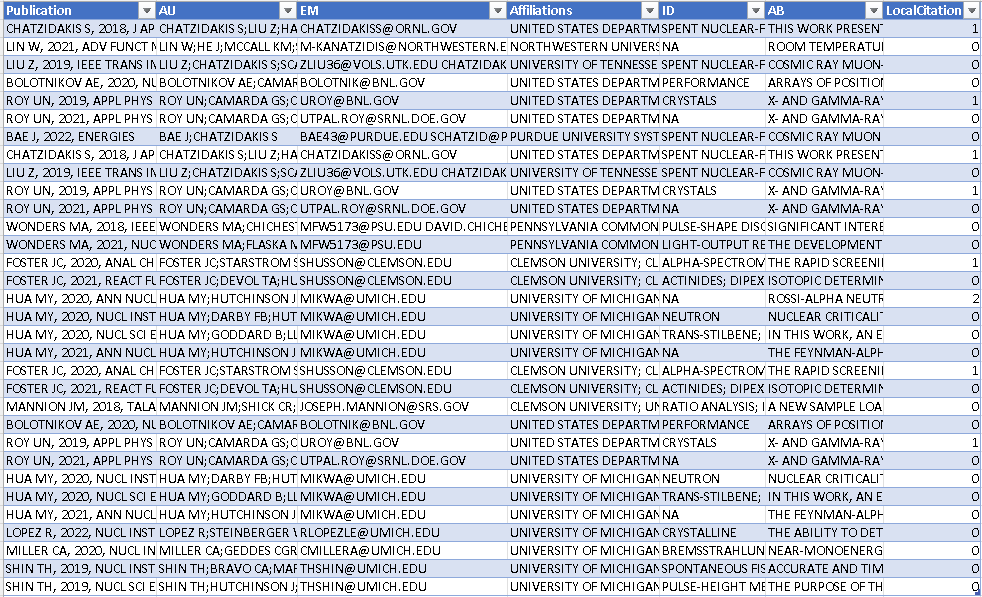 Publication AU EM Affiliations ID AB LocalCitation
CHATZIDAKIS S, 2018, J AP CHATZIDAKIS S;LIU Z;HA CHATZIDAKISS@ORNL.GOV UNITED STATES DEPARTM SPENT NUCLEAR-F THIS WORK PRESENT 1
LIN W, 2021, ADV FUNCT N LIN W;HE J;MCCALL KM; M-KANATZIDIS@NORTHWESTERN.E NORTHWESTERN UNIVERS NA ROOM TEMPERATU 0
LIU Z, 2019, IEEE TRANS IN LIU Z;CHATZIDAKIS S;SC ZLIU36@VOLS.UTK.EDU CHATZIDAK UNIVERSITY OF TENNESSE SPENT NUCLEAR-F COSMIC RAY MUON- 0
BOLOTNIKOV AE, 2020, NU BOLOTNIKOV AE;CAMAR BOLOTNIK@BNL.GOV UNITED STATES DEPARTM PERFORMANCE ARRAYS OF POSITION 0
ROY UN, 2019, APPL PHYS ROY UN;CAMARDA GS;C UROY@BNL.GOV UNITED STATES DEPARTM CRYSTALS X- AND GAMMA-RAY 1
ROY UN, 2021, APPL PHYS ROY UN;CAMARDA GS;C UTPAL.ROY@SRNL.DOE.GOV UNITED STATES DEPARTM NA X- AND GAMMA-RAY 0
BAE J, 2022, ENERGIES BAE J;CHATZIDAKIS S BAE43@PURDUE.EDU SCHATZID@P PURDUE UNIVERSITY SYST SPENT NUCLEAR-F COSMIC RAY MUON 0
CHATZIDAKIS S, 2018, J AP CHATZIDAKIS S;LIU Z;HA CHATZIDAKISS@ORNL.GOV UNITED STATES DEPARTM SPENT NUCLEAR-F THIS WORK PRESENT 1
LIU Z, 2019, IEEE TRANS IN LIU Z;CHATZIDAKIS S;SC ZLIU36@VOLS.UTK.EDU CHATZIDAK UNIVERSITY OF TENNESSE SPENT NUCLEAR-F COSMIC RAY MUON- 0
ROY UN, 2019, APPL PHYS ROY UN;CAMARDA GS;C UROY@BNL.GOV UNITED STATES DEPARTM CRYSTALS X- AND GAMMA-RAY 1
ROY UN, 2021, APPL PHYS ROY UN;CAMARDA GS;C UTPAL.ROY@SRNL.DOE.GOV UNITED STATES DEPARTM NA X- AND GAMMA-RAY 0
WONDERS MA, 2018, IEEE WONDERS MA;CHICHES MFW5173@PSU.EDU DAVID.CHICHE PENNSYLVANIA COMMON PULSE-SHAPE DISC SIGNIFICANT INTERE 0
WONDERS MA, 2021, NUC WONDERS MA;FLASKA M MFW5173@PSU.EDU PENNSYLVANIA COMMON LIGHT-OUTPUT RE THE DEVELOPMENT 0
FOSTER JC, 2020, ANAL CH FOSTER JC;STARSTROM S SHUSSON@CLEMSON.EDU CLEMSON UNIVERSITY; CL ALPHA-SPECTROM THE RAPID SCREENI 1
FOSTER JC, 2021, REACT FL FOSTER JC;DEVOL TA;HU SHUSSON@CLEMSON.EDU CLEMSON UNIVERSITY; CL ACTINIDES; DIPEX ISOTOPIC DETERMIN 0
HUA MY, 2020, ANN NUCL HUA MY;HUTCHINSON J MIKWA@UMICH.EDU UNIVERSITY OF MICHIGAN NA ROSSI-ALPHA NEUTR 2
HUA MY, 2020, NUCL INST HUA MY;DARBY FB;HUT MIKWA@UMICH.EDU UNIVERSITY OF MICHIGAN NEUTRON NUCLEAR CRITICALI 0
HUA MY, 2020, NUCL SCI E HUA MY;GODDARD B;LL MIKWA@UMICH.EDU UNIVERSITY OF MICHIGAN TRANS-STILBENE; IN THIS WORK, AN E 0
HUA MY, 2021, ANN NUCL HUA MY;HUTCHINSON J MIKWA@UMICH.EDU UNIVERSITY OF MICHIGAN NA THE FEYNMAN-ALPH 0
FOSTER JC, 2020, ANAL CH FOSTER JC;STARSTROM S SHUSSON@CLEMSON.EDU CLEMSON UNIVERSITY; CL ALPHA-SPECTROM THE RAPID SCREENI 1
FOSTER JC, 2021, REACT FL FOSTER JC;DEVOL TA;HU SHUSSON@CLEMSON.EDU CLEMSON UNIVERSITY; CL ACTINIDES; DIPEX ISOTOPIC DETERMIN 0
MANNION JM, 2018, TALA MANNION JM;SHICK CR; JOSEPH.MANNION@SRS.GOV CLEMSON UNIVERSITY; UN RATIO ANALYSIS; I A NEW SAMPLE LOA 0
BOLOTNIKOV AE, 2020, NU BOLOTNIKOV AE;CAMAR BOLOTNIK@BNL.GOV UNITED STATES DEPARTM PERFORMANCE ARRAYS OF POSITION 0
ROY UN, 2019, APPL PHYS ROY UN;CAMARDA GS;C UROY@BNL.GOV UNITED STATES DEPARTM CRYSTALS X- AND GAMMA-RAY 1
ROY UN, 2021, APPL PHYS ROY UN;CAMARDA GS;C UTPAL.ROY@SRNL.DOE.GOV UNITED STATES DEPARTM NA X- AND GAMMA-RAY 0
HUA MY, 2020, NUCL INST HUA MY;DARBY FB;HUT MIKWA@UMICH.EDU UNIVERSITY OF MICHIGAN NEUTRON NUCLEAR CRITICALI 0
HUA MY, 2020, NUCL SCI E HUA MY;GODDARD B;LL MIKWA@UMICH.EDU UNIVERSITY OF MICHIGAN TRANS-STILBENE; IN THIS WORK, AN E 0
HUA MY, 2021, ANN NUCL HUA MY;HUTCHINSON J MIKWA@UMICH.EDU UNIVERSITY OF MICHIGAN NA THE FEYNMAN-ALPH 0
LOPEZ R, 2022, NUCL INST LOPEZ R;STEINBERGER W RLOPEZLE@UMICH.EDU UNIVERSITY OF MICHIGAN CRYSTALLINE THE ABILITY TO DET 0
MILLER CA, 2020, NUCL IN MILLER CA;GEDDES CGR CMILLERA@UMICH.EDU UNIVERSITY OF MICHIGAN BREMSSTRAHLUN NEAR-MONOENERG 0
SHIN TH, 2019, NUCL INST SHIN TH;BRAVO CA;MAR THSHIN@UMICH.EDU UNIVERSITY OF MICHIGAN SPONTANEOUS FIS ACCURATE AND TIM 0
SHIN TH, 2019, NUCL SCI E SHIN TH;HUTCHINSON J; THSHIN@UMICH.EDU UNIVERSITY OF MICHIGAN PULSE-HEIGHT ME THE PURPOSE OF TH 0